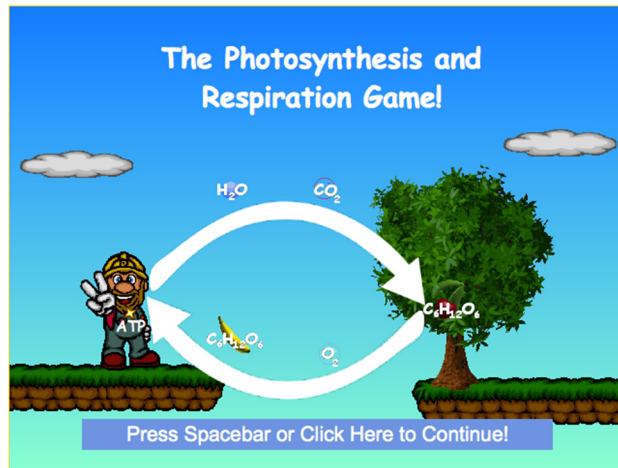 The Photosynthesis and
Respiration Game!
H₂O
CO₂
C₆H₁₂O₆
ATP
C₆H₁₂O₆
O₂
Press Spacebar or Click Here to Continue!